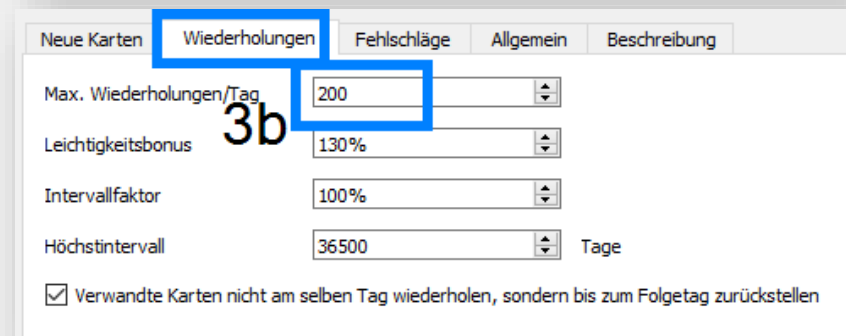 Neue Karten Wiederholungen Fehlschläge Allgemein Beschreibung
Max. Wiederholungen/Tag 200
3b
Leichtigkeitsbonus 130%
Intervallfaktor 100%
Höchstintervall 36500 Tage
Verwandte Karten nicht am selben Tag wiederholen, sondern bis zum Folgetag zurückstellen